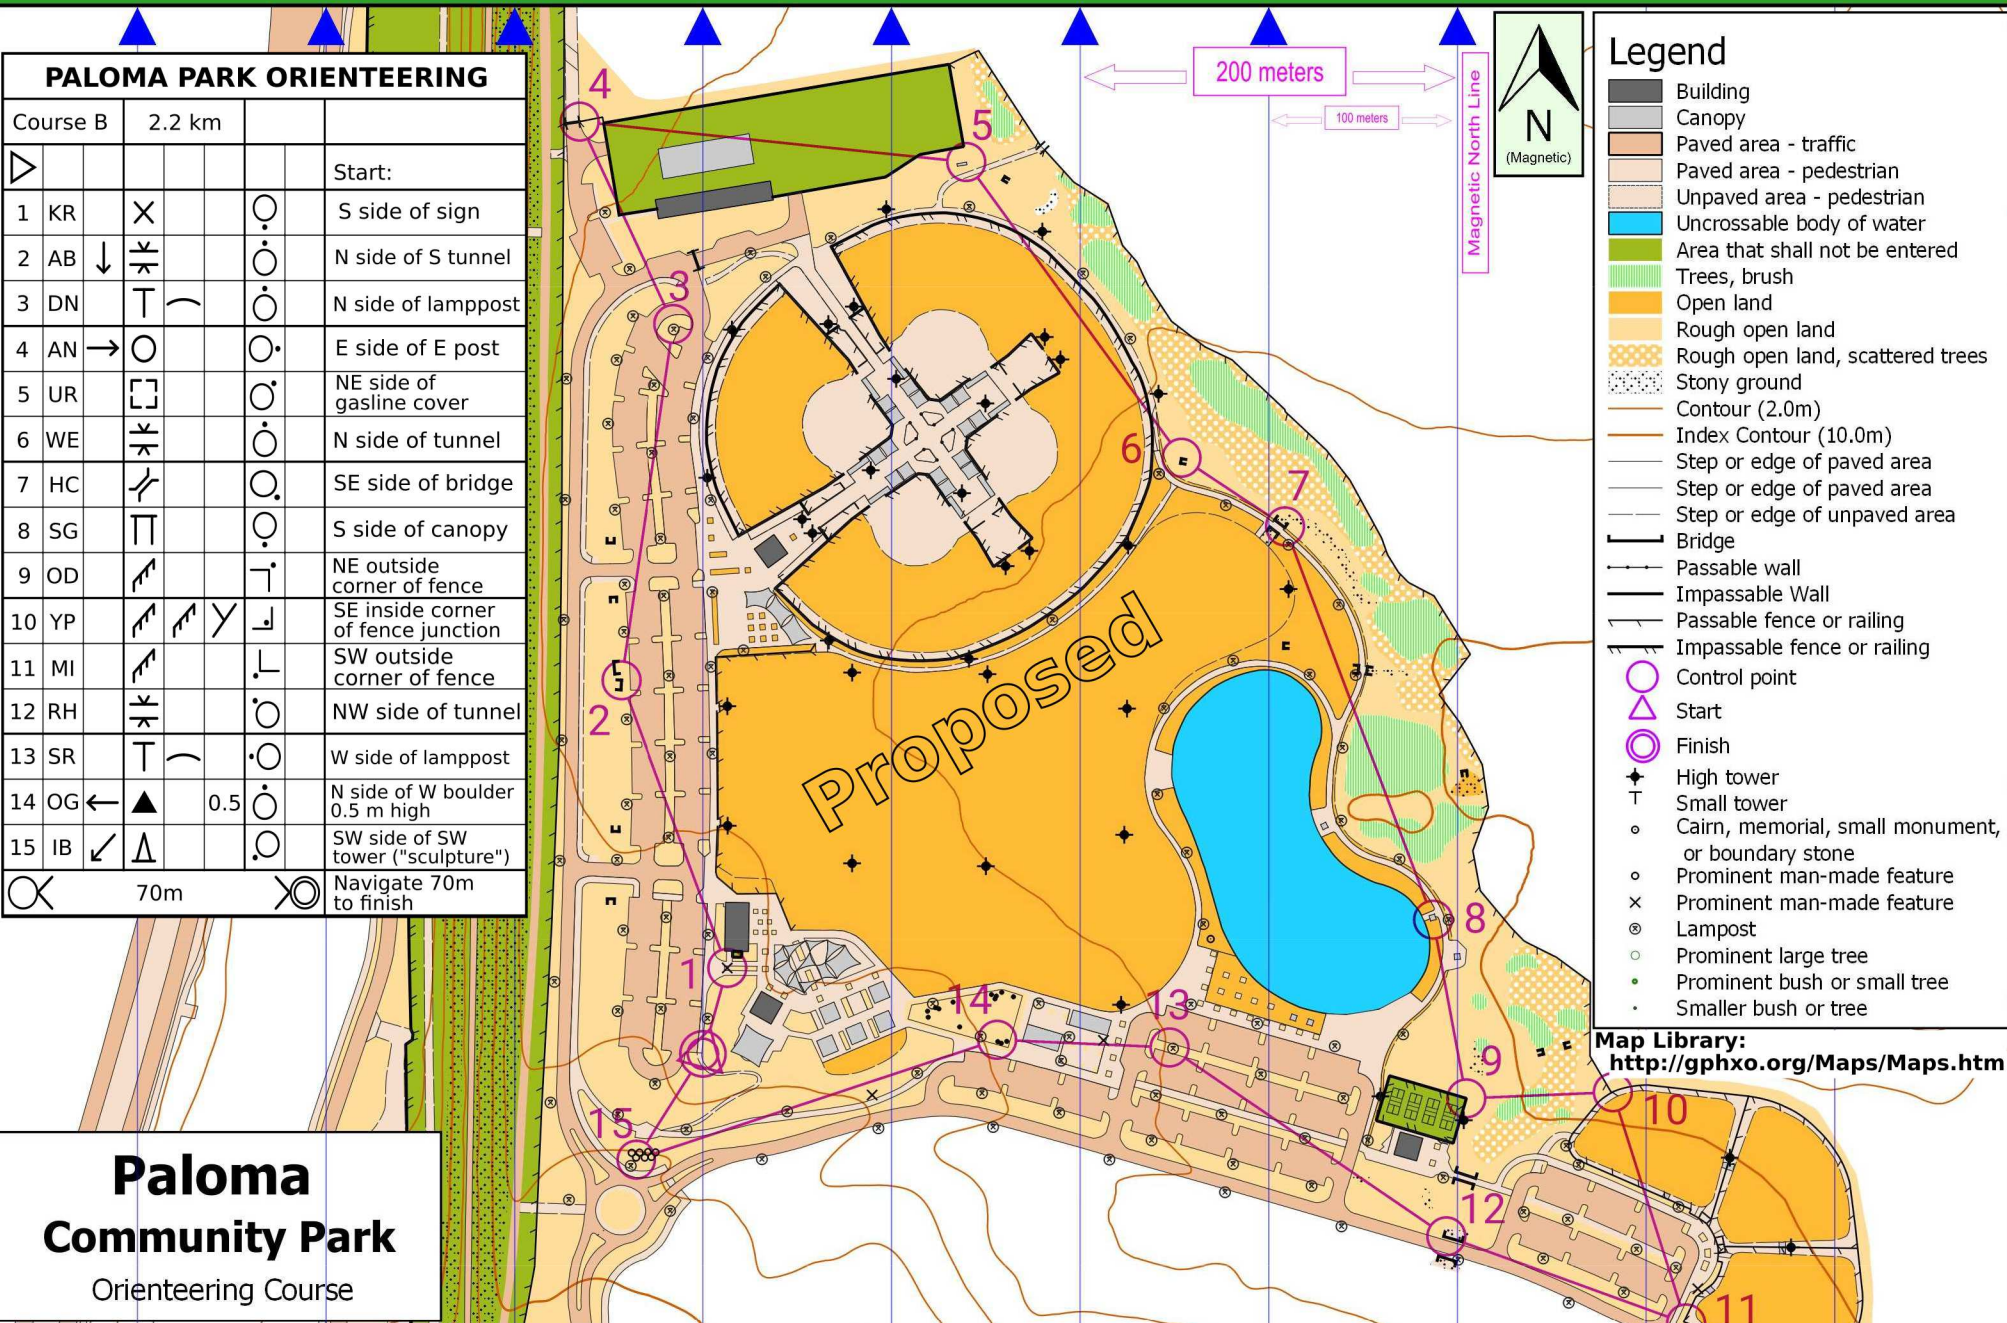 PALOMA PARK ORIENTEERING
Course B 2.2 km
Start:
1 KR S side of sign
2 AB N side of S tunnel
3 DN N side of lamppost
4 AN E side of E post
5 UR NE side of
gasline cover
6 WE N side of tunnel
7 HC SE side of bridge
8 SG S side of canopy
9 OD NE outside
corner of fence
10 YP SE inside corner
of fence junction
11 MI SW outside
corner of fence
12 RH NW side of tunnel
13 SR W side of lamppost
14 OG 0.5 N side of W boulder
0.5 m high
15 IB SW side of SW
tower ("sculpture")
70m Navigate 70m
to finish
Paloma
Community Park
Orienteering Course
4
5
3
6
7
2
1
8
14
13
9
10
15
12
11
Proposed
200 meters
100 meters
Magnetic North Line
N
(Magnetic)
Legend
Building
Canopy
Paved area - traffic
Paved area - pedestrian
Unpaved area - pedestrian
Uncrossable body of water
Area that shall not be entered
Trees, brush
Open land
Rough open land
Rough open land, scattered trees
Stony ground
Contour (2.0m)
Index Contour (10.0m)
Step or edge of paved area
Step or edge of paved area
Step or edge of unpaved area
Bridge
Passable wall
Impassable Wall
Passable fence or railing
Impassable fence or railing
Control point
Start
Finish
High tower
Small tower
Cairn, memorial, small monument,
or boundary stone
Prominent man-made feature
Prominent man-made feature
Lampost
Prominent large tree
Prominent bush or small tree
Smaller bush or tree
Map Library:
http://gphxo.org/Maps/Maps.htm